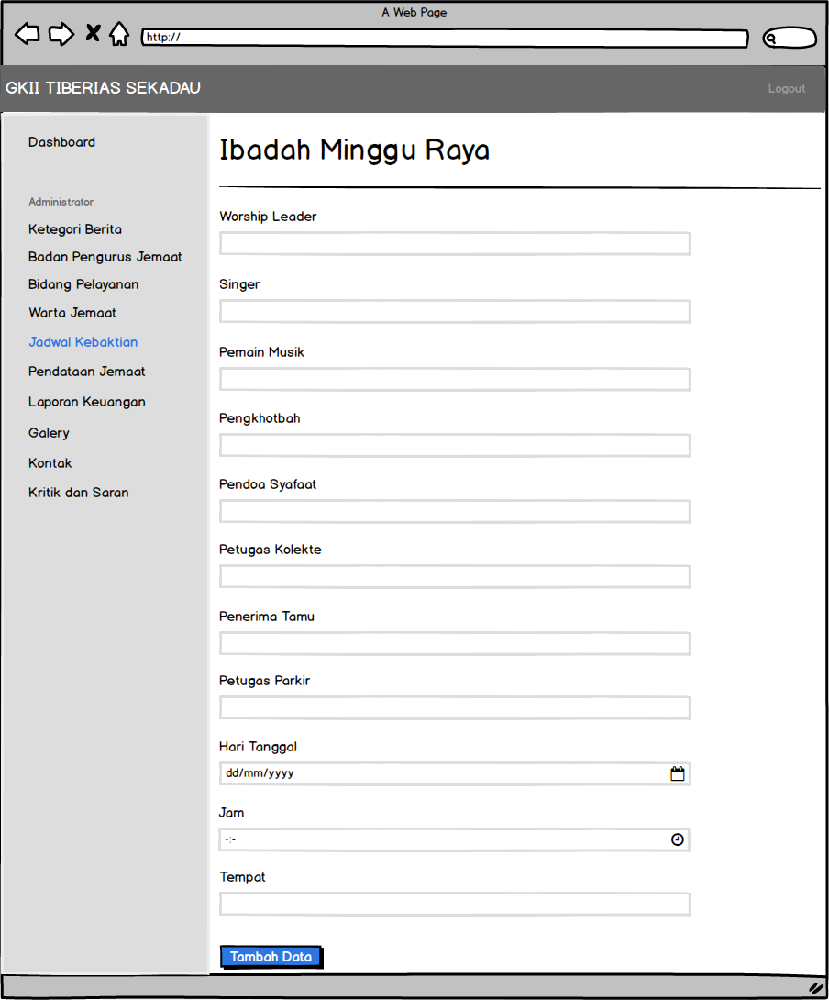 A Web Page
http://
GKII TIBERIAS SEKADAU
Logout
Dashboard
Administrator
Ketegori Berita
Badan Pengurus Jemaat
Bidang Pelayanan
Warta Jemaat
Jadwal Kebaktian
Pendataan Jemaat
Laporan Keuangan
Galery
Kontak
Kritik dan Saran
Ibadah Minggu Raya
Worship Leader
Singer
Pemain Musik
Pengkhotbah
Pendoa Syafaat
Petugas Kolekte
Penerima Tamu
Petugas Parkir
Hari Tanggal
dd/mm/yyyy
Jam
-:-
Tempat
Tambah Data